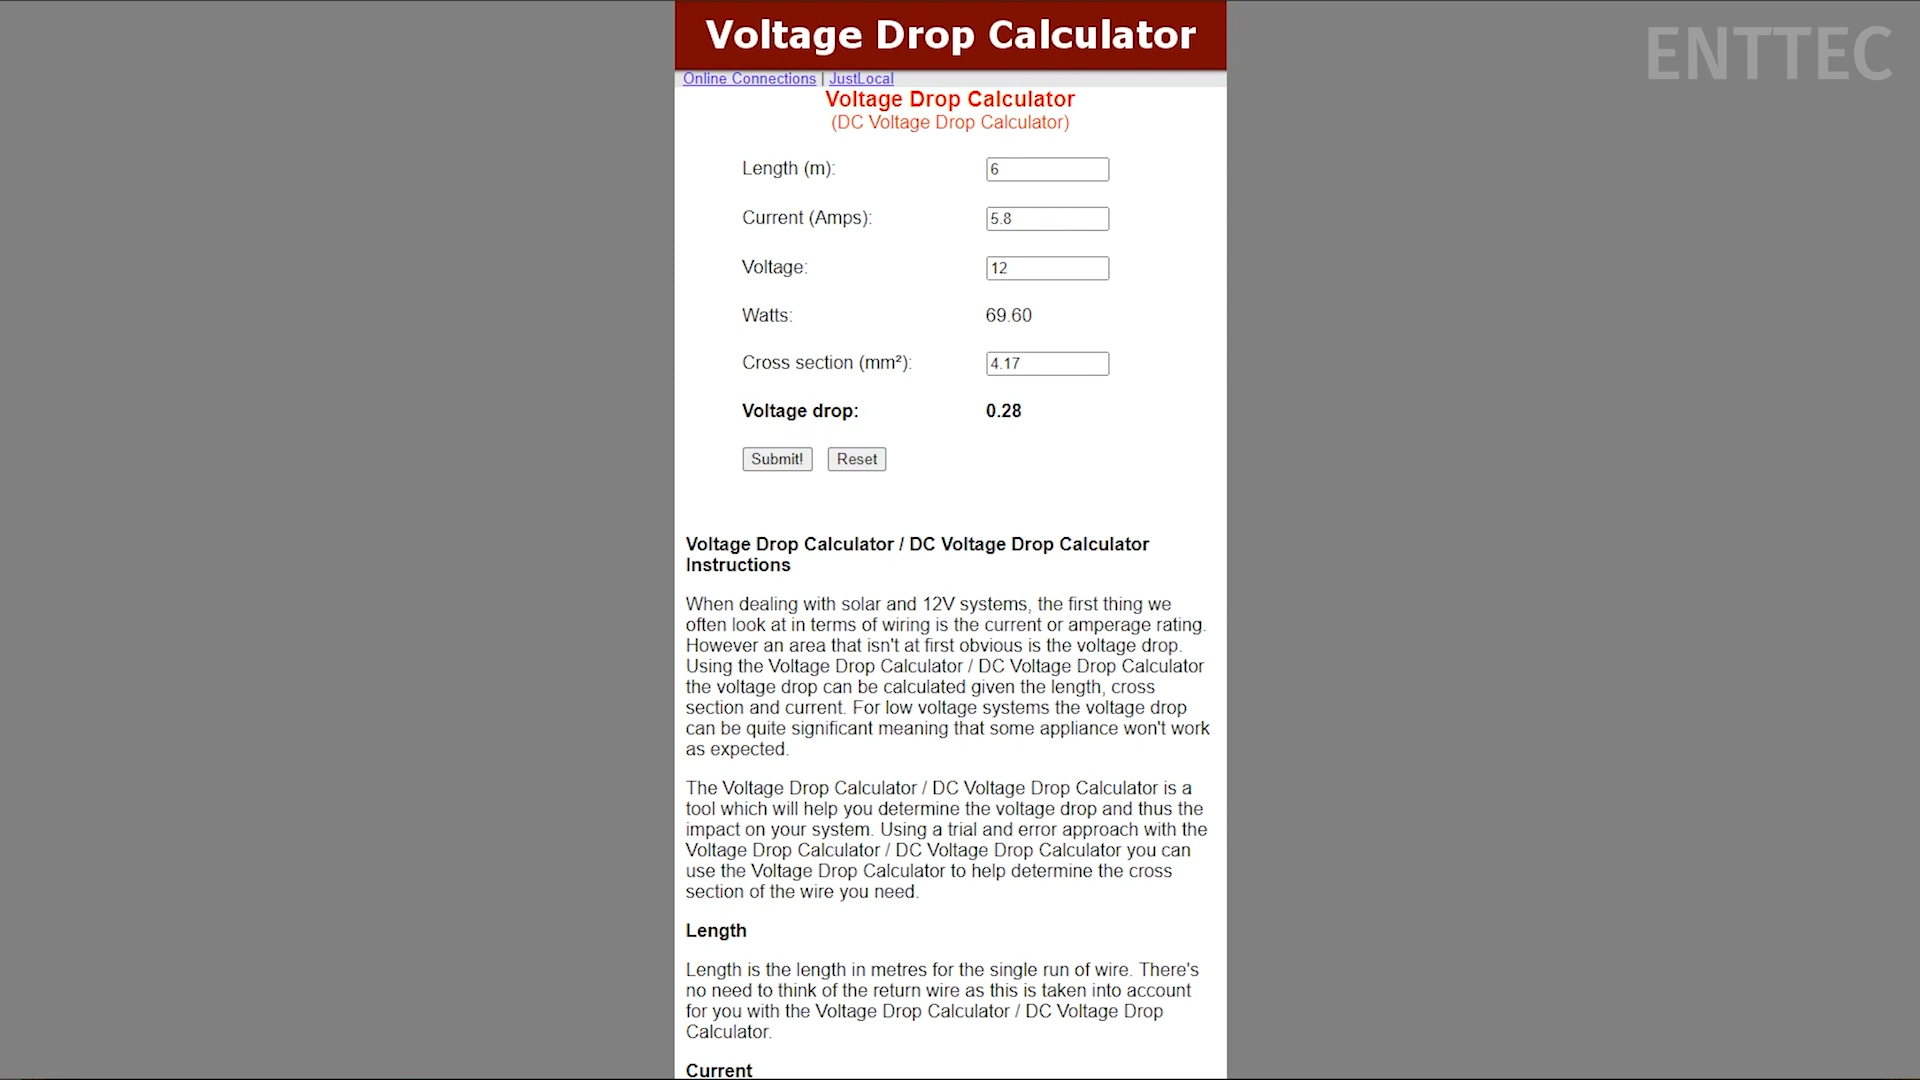 Voltage Drop Calculator
ENTTEC
Online Connections | JustLocal
Voltage Drop Calculator
(DC Voltage Drop Calculator)
Length (m): 6
Current (Amps): 5.8
Voltage: 12
Watts: 69.60
Cross section (mm²): 4.17
Voltage drop: 0.28
Submit! Reset
Voltage Drop Calculator / DC Voltage Drop Calculator
Instructions
When dealing with solar and 12V systems, the first thing we
often look at in terms of wiring is the current or amperage rating.
However an area that isn't at first obvious is the voltage drop.
Using the Voltage Drop Calculator / DC Voltage Drop Calculator
the voltage drop can be calculated given the length, cross
section and current. For low voltage systems the voltage drop
can be quite significant meaning that some appliance won't work
as expected.
The Voltage Drop Calculator / DC Voltage Drop Calculator is a
tool which will help you determine the voltage drop and thus the
impact on your system. Using a trial and error approach with the
Voltage Drop Calculator / DC Voltage Drop Calculator you can
use the Voltage Drop Calculator to help determine the cross
section of the wire you need.
Length
Length is the length in metres for the single run of wire. There's
no need to think of the return wire as this is taken into account
for you with the Voltage Drop Calculator / DC Voltage Drop
Calculator.
Current